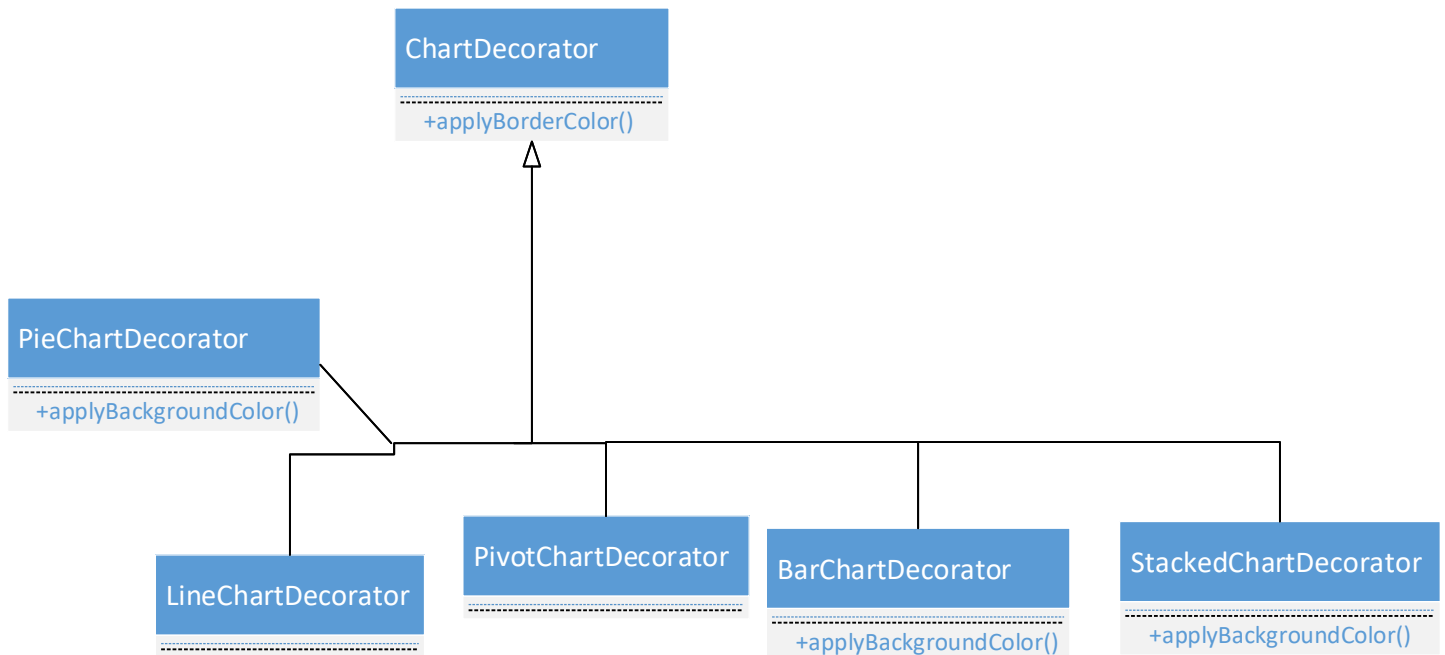 ChartDecorator
+applyBorderColor()
PieChartDecorator
+applyBackgroundColor()
LineChartDecorator
PivotChartDecorator
BarChartDecorator
+applyBackgroundColor()
StackedChartDecorator
+applyBackgroundColor()